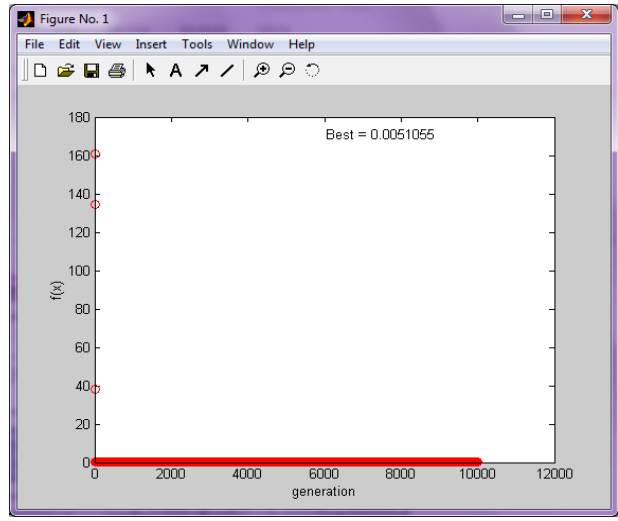 Figure No. 1
File Edit View Insert Tools Window Help
Best = 0.0051055
180
160
140
120
100
80
60
40
20
0
f(x)
0 2000 4000 6000 8000 10000 12000
generation